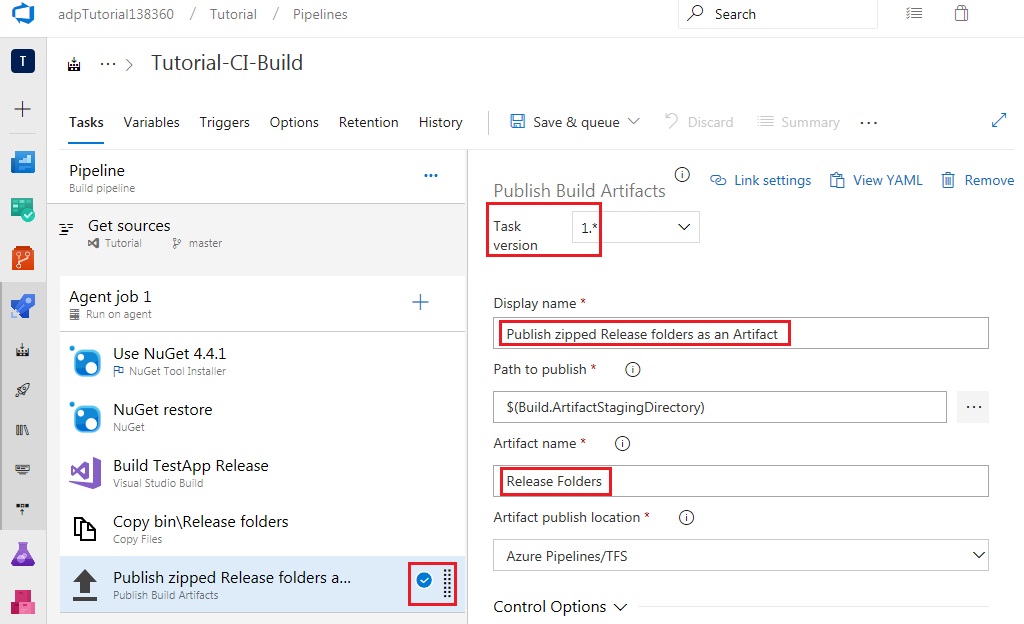 adpTutorial138360 / Tutorial / Pipelines
Search
T
··· > Tutorial-CI-Build
Tasks Variables Triggers Options Retention History Save & queue Discard Summary ···
Pipeline
Build pipeline
···
Get sources
Tutorial master
Agent job 1
Run on agent
Use NuGet 4.4.1
NuGet Tool Installer
NuGet restore
NuGet
Build TestApp Release
Visual Studio Build
Copy bin\Release folders
Copy Files
Publish zipped Release folders a...
Publish Build Artifacts
Publish Build Artifacts
Link settings View YAML Remove
Task
version
1.*
Display name *
Publish zipped Release folders as an Artifact
Path to publish *
$(Build.ArtifactStagingDirectory)
···
Artifact name *
Release Folders
Artifact publish location *
Azure Pipelines/TFS
Control Options